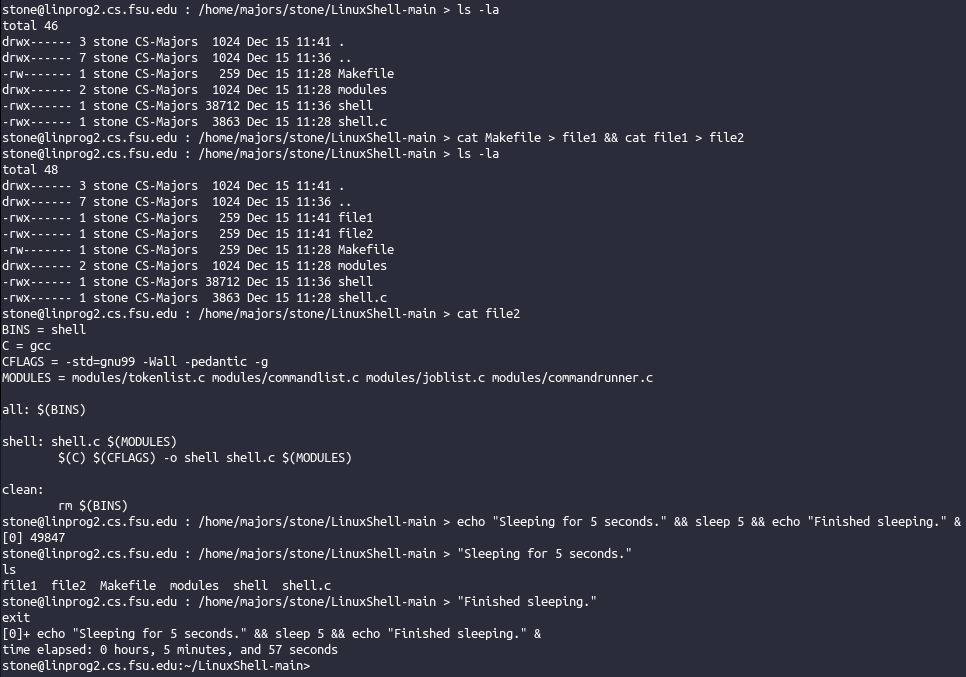 stone@linprog2.cs.fsu.edu : /home/majors/stone/LinuxShell-main > ls -la
total 46
drwx------ 3 stone CS-Majors  1024 Dec 15 11:41 .
drwx------ 7 stone CS-Majors  1024 Dec 15 11:36 ..
-rw------- 1 stone CS-Majors   259 Dec 15 11:28 Makefile
drwx------ 2 stone CS-Majors  1024 Dec 15 11:28 modules
-rwx------ 1 stone CS-Majors 38712 Dec 15 11:36 shell
-rwx------ 1 stone CS-Majors  3863 Dec 15 11:28 shell.c
stone@linprog2.cs.fsu.edu : /home/majors/stone/LinuxShell-main > cat Makefile > file1 && cat file1 > file2
stone@linprog2.cs.fsu.edu : /home/majors/stone/LinuxShell-main > ls -la
total 48
drwx------ 3 stone CS-Majors  1024 Dec 15 11:41 .
drwx------ 7 stone CS-Majors  1024 Dec 15 11:36 ..
-rwx------ 1 stone CS-Majors   259 Dec 15 11:41 file1
-rwx------ 1 stone CS-Majors   259 Dec 15 11:41 file2
-rw------- 1 stone CS-Majors   259 Dec 15 11:28 Makefile
drwx------ 2 stone CS-Majors  1024 Dec 15 11:28 modules
-rwx------ 1 stone CS-Majors 38712 Dec 15 11:36 shell
-rwx------ 1 stone CS-Majors  3863 Dec 15 11:28 shell.c
stone@linprog2.cs.fsu.edu : /home/majors/stone/LinuxShell-main > cat file2
BINS = shell
C = gcc
CFLAGS = -std=gnu99 -Wall -pedantic -g
MODULES = modules/tokenlist.c modules/commandlist.c modules/joblist.c modules/commandrunner.c

all: $(BINS)

shell: shell.c $(MODULES)
        $(C) $(CFLAGS) -o shell shell.c $(MODULES)

clean:
        rm $(BINS)
stone@linprog2.cs.fsu.edu : /home/majors/stone/LinuxShell-main > echo "Sleeping for 5 seconds." && sleep 5 && echo "Finished sleeping." &
[0] 49847
stone@linprog2.cs.fsu.edu : /home/majors/stone/LinuxShell-main > "Sleeping for 5 seconds."
ls
file1  file2  Makefile  modules  shell  shell.c
stone@linprog2.cs.fsu.edu : /home/majors/stone/LinuxShell-main > "Finished sleeping."
exit
[0]+ echo "Sleeping for 5 seconds." && sleep 5 && echo "Finished sleeping." &
time elapsed: 0 hours, 5 minutes, and 57 seconds
stone@linprog2.cs.fsu.edu:~/LinuxShell-main>